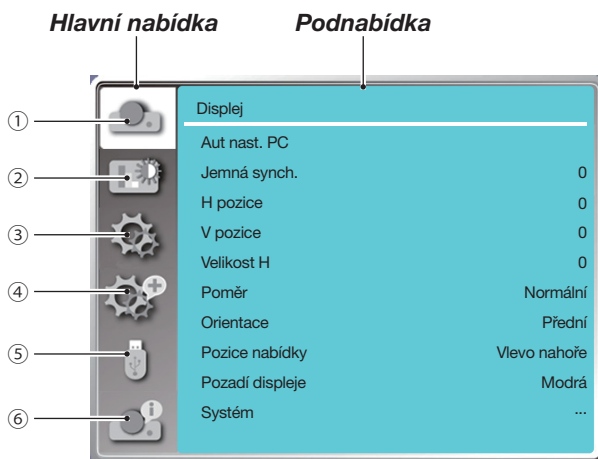 Hlavní nabídka Podnabídka
① Displej
Aut nast. PC
② Jemná synch. 0
H pozice 0
③ V pozice 0
Velikost H 0
④ Poměr Normální
Orientace Přední
⑤ Pozice nabídky Vlevo nahoře
Pozadí displeje Modrá
⑥ Systém ...